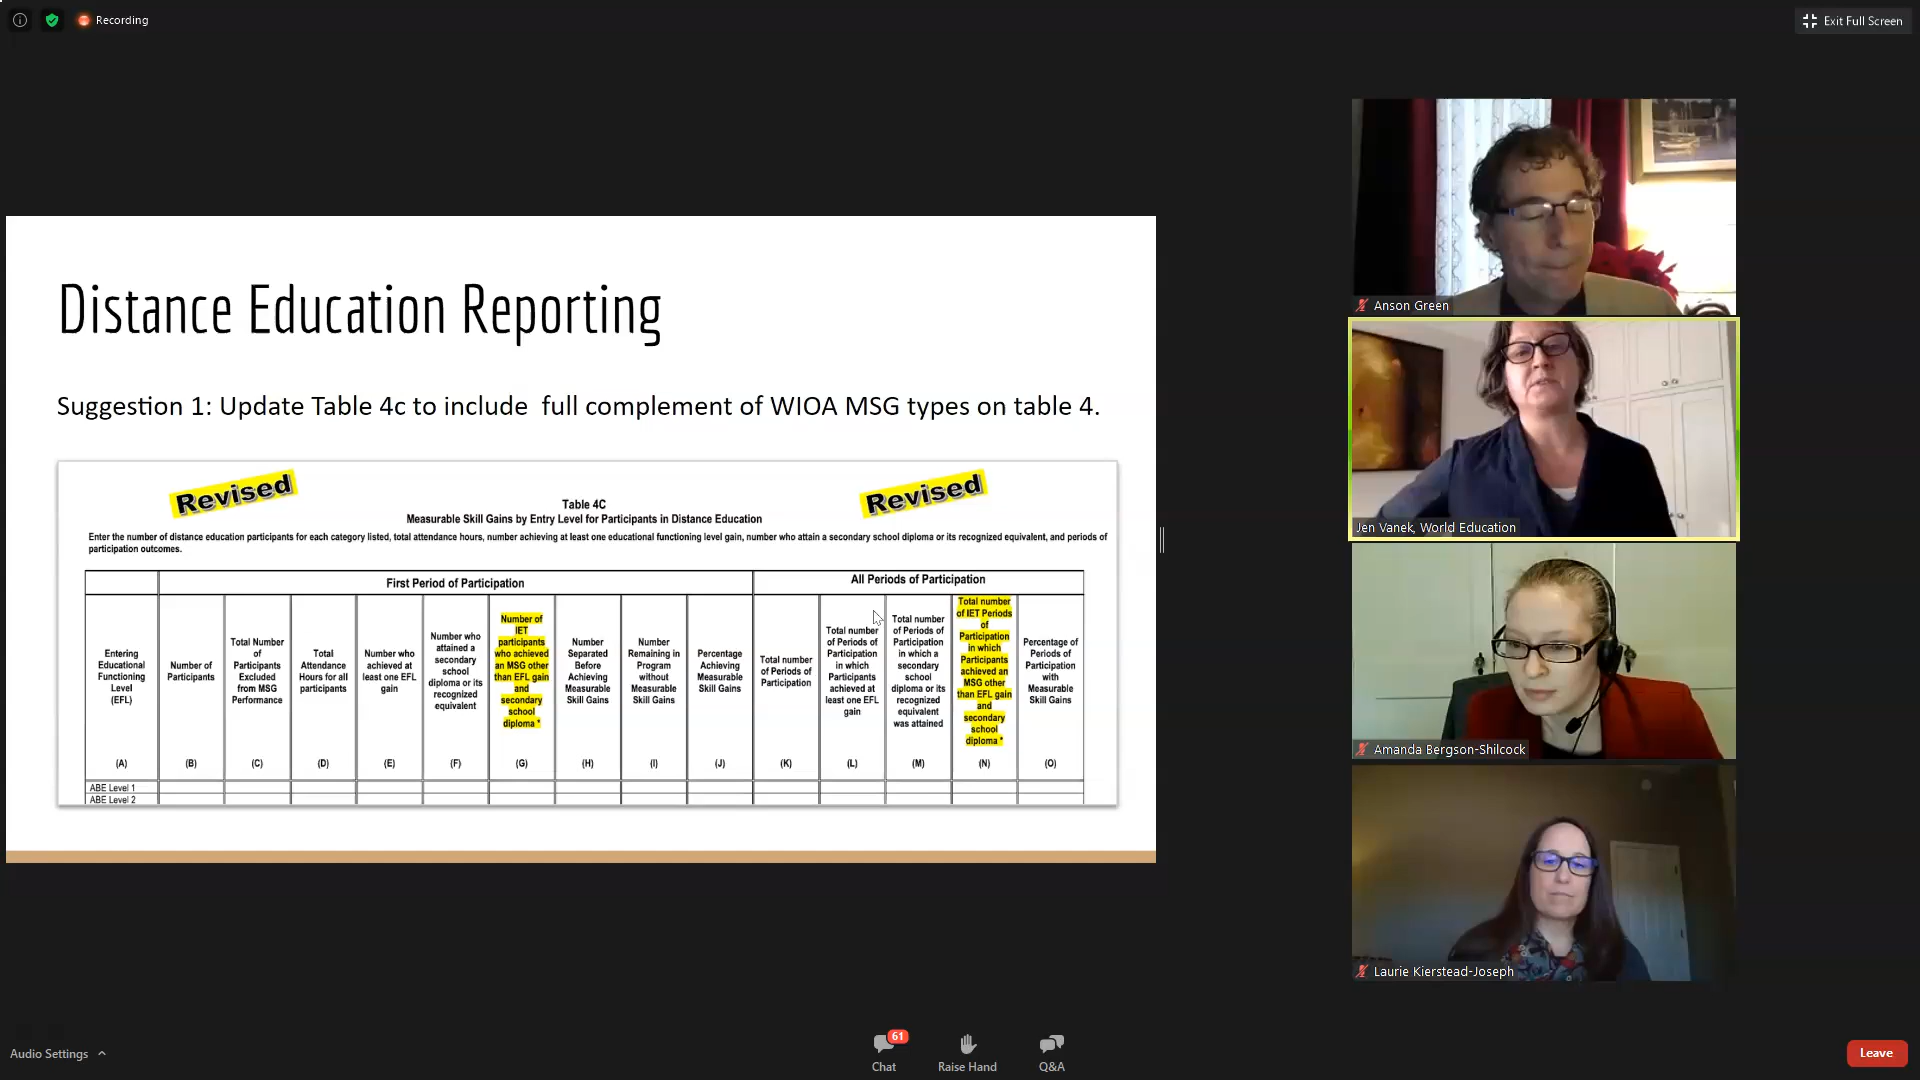 Recording
Exit Full Screen
Distance Education Reporting
Suggestion 1: Update Table 4c to include full complement of WIOA MSG types on table 4.
Revised
Revised
Table 4C
Measurable Skill Gains by Entry Level for Participants in Distance Education
Enter the number of distance education participants for each category listed, total attendance hours, number achieving at least one educational functioning level gain, number who attain a secondary school diploma or its recognized equivalent, and periods of
participation outcomes.
First Period of Participation
All Periods of Participation
Entering
Educational
Functioning
Level
(EFL)
(A)
Number of
Participants
(B)
Total Number
of
Participants
Excluded
from MSG
Performance
(C)
Total
Attendance
Hours for all
participants
(D)
Number who
achieved at
least one EFL
gain
(E)
Number who
attained a
secondary
school
diploma or its
recognized
equivalent
(F)
Number of
IET
participants
who achieved
an MSG other
than EFL gain
and
secondary
school
diploma *
(G)
Number
Separated
Before
Achieving
Measurable
Skill Gains
(H)
Number
Remaining in
Program
without
Measurable
Skill Gains
(I)
Percentage
Achieving
Measurable
Skill Gains
(J)
Total number
of Periods of
Participation
(K)
Total number
of Periods of
Participation
in which
Participants
achieved at
least one EFL
gain
(L)
Total number
of Periods of
Participation
in which a
secondary
school
diploma or its
recognized
equivalent
was attained
(M)
Total number
of IET Periods
of
Participation
in which
Participants
achieved an
MSG other
than EFL gain
and
secondary
school
diploma *
(N)
Percentage of
Periods of
Participation
with
Measurable
Skill Gains
(O)
ABE Level 1
ABE Level 2
Anson Green
Jen Vanek, World Education
Amanda Bergson-Shilcock
Laurie Kierstead-Joseph
Audio Settings
61
Chat
Raise Hand
Q&A
Leave